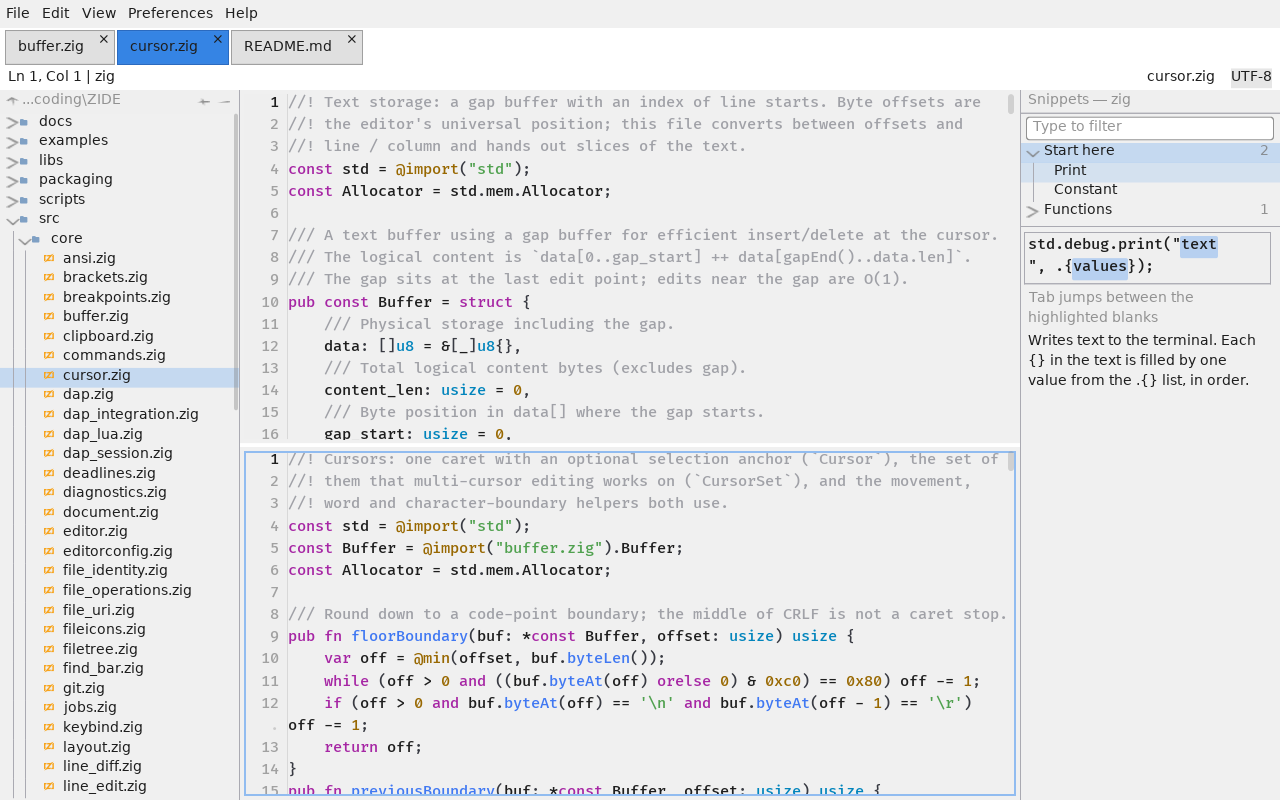 File Edit View Preferences Help
buffer.zig × cursor.zig × README.md ×
Ln 1, Col 1 | zig
cursor.zig UTF-8
...coding\ZIDE
docs
examples
libs
packaging
scripts
src
core
ansi.zig
brackets.zig
breakpoints.zig
buffer.zig
clipboard.zig
commands.zig
cursor.zig
dap.zig
dap_integration.zig
dap_lua.zig
dap_session.zig
deadlines.zig
diagnostics.zig
document.zig
editor.zig
editorconfig.zig
file_identity.zig
file_operations.zig
file_uri.zig
fileicons.zig
filetree.zig
find_bar.zig
git.zig
jobs.zig
keybind.zig
layout.zig
line_diff.zig
line_edit.zig
1 //! Text storage: a gap buffer with an index of line starts. Byte offsets are
2 //! the editor's universal position; this file converts between offsets and
3 //! line / column and hands out slices of the text.
4 const std = @import("std");
5 const Allocator = std.mem.Allocator;
6
7 /// A text buffer using a gap buffer for efficient insert/delete at the cursor.
8 /// The logical content is `data[0..gap_start] ++ data[gapEnd()..data.len]`.
9 /// The gap sits at the last edit point; edits near the gap are O(1).
10 pub const Buffer = struct {
11     /// Physical storage including the gap.
12     data: []u8 = &[_]u8{},
13     /// Total logical content bytes (excludes gap).
14     content_len: usize = 0,
15     /// Byte position in data[] where the gap starts.
16     gap_start: usize = 0,
1 //! Cursors: one caret with an optional selection anchor (`Cursor`), the set of
2 //! them that multi-cursor editing works on (`CursorSet`), and the movement,
3 //! word and character-boundary helpers both use.
4 const std = @import("std");
5 const Buffer = @import("buffer.zig").Buffer;
6 const Allocator = std.mem.Allocator;
7
8 /// Round down to a code-point boundary; the middle of CRLF is not a caret stop.
9 pub fn floorBoundary(buf: *const Buffer, offset: usize) usize {
10     var off = @min(offset, buf.byteLen());
11     while (off > 0 and ((buf.byteAt(off) orelse 0) & 0xc0) == 0x80) off -= 1;
12     if (off > 0 and buf.byteAt(off) == '\n' and buf.byteAt(off - 1) == '\r')
. off -= 1;
13     return off;
14 }
15 pub fn previousBoundary(buf: *const Buffer, offset: usize) usize {
Snippets — zig
Type to filter
Start here 2
Print
Constant
Functions 1
std.debug.print("text
", .{values});
Tab jumps between the
highlighted blanks
Writes text to the terminal. Each
{} in the text is filled by one
value from the .{} list, in order.